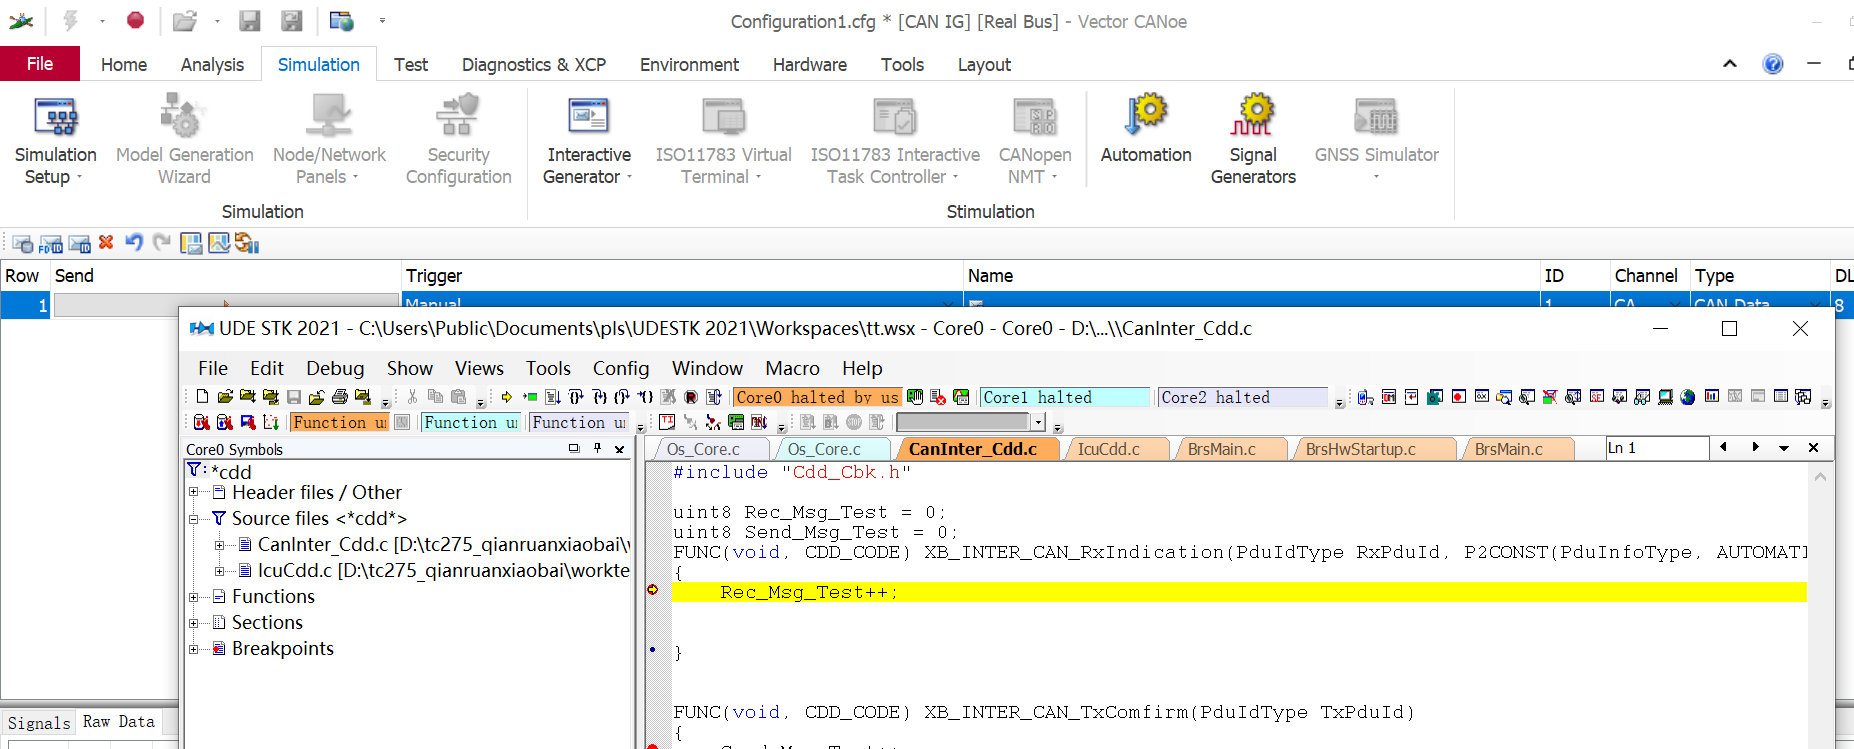 Configuration1.cfg * [CAN IG] [Real Bus] - Vector CANoe
File Home Analysis Simulation Test Diagnostics & XCP Environment Hardware Tools Layout
Simulation Setup
Model Generation Wizard
Node/Network Panels
Security Configuration
Interactive Generator
ISO11783 Virtual Terminal
ISO11783 Interactive Task Controller
CANopen NMT
Automation
Signal Generators
GNSS Simulator
Simulation
Stimulation
Row Send Trigger Name ID Channel Type DL
1 Manual 1 CA CAN Data 8
UDE STK 2021 - C:\Users\Public\Documents\pls\UDESTK 2021\Workspaces\tt.wsx - Core0 - Core0 - D:\...\\CanInter_Cdd.c
File Edit Debug Show Views Tools Config Window Macro Help
Core0 halted by us Core1 halted Core2 halted
Function ui Function ui Function ui
Core0 Symbols
*cdd
Header files / Other
Source files <*cdd*>
CanInter_Cdd.c [D:\tc275_qianruanxiaobai\
IcuCdd.c [D:\tc275_qianruanxiaobai\workte
Functions
Sections
Breakpoints
Os_Core.c Os_Core.c CanInter_Cdd.c IcuCdd.c BrsMain.c BrsHwStartup.c BrsMain.c Ln 1
#include "Cdd_Cbk.h"
uint8 Rec_Msg_Test = 0;
uint8 Send_Msg_Test = 0;
FUNC(void, CDD_CODE) XB_INTER_CAN_RxIndication(PduIdType RxPduId, P2CONST(PduInfoType, AUTOMATI
{
Rec_Msg_Test++;
}
FUNC(void, CDD_CODE) XB_INTER_CAN_TxComfirm(PduIdType TxPduId)
{
Signals Raw Data